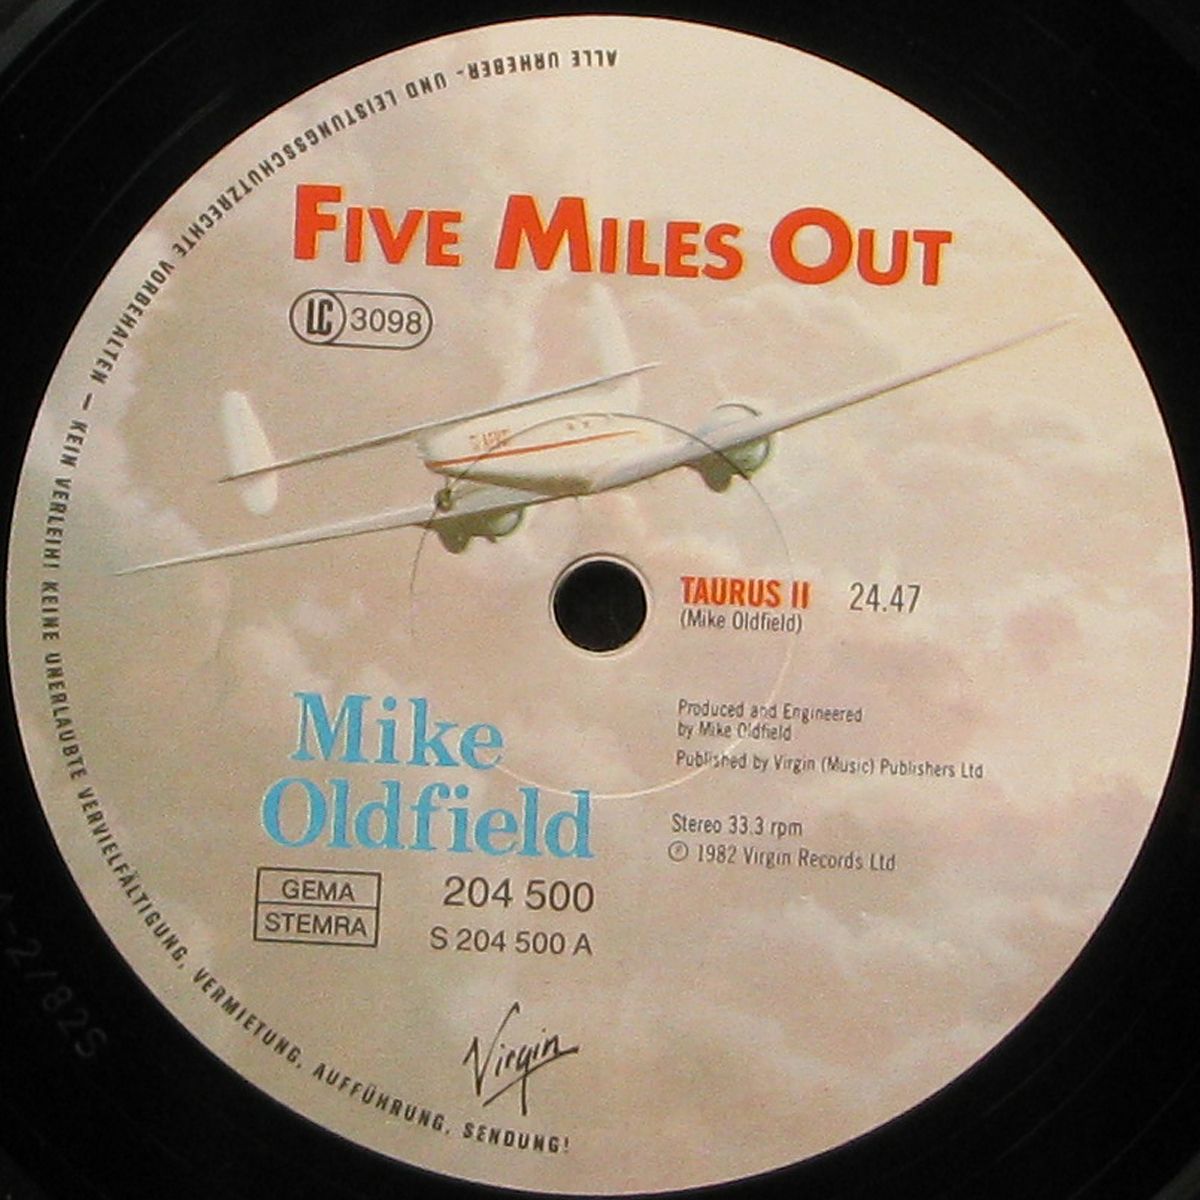 ALLE URHEBER- UND LEISTUNGSSCHUTZRECHTE VORBEHALTEN – KEIN VERLEIH! KEINE UNERLAUBTE VERVIELFÄLTIGUNG, VERMIETUNG, AUFFÜHRUNG, SENDUNG!
FIVE MILES OUT
LC 3098
TAURUS II 24.47
(Mike Oldfield)
Mike
Oldfield
Produced and Engineered
by Mike Oldfield
Published by Virgin (Music) Publishers Ltd
Stereo 33.3 rpm
℗ 1982 Virgin Records Ltd
GEMA
STEMRA
204 500
S 204 500 A
Virgin